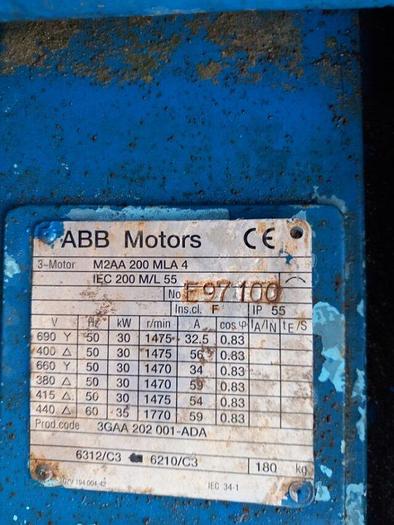 ABB Motors CE
3~Motor M2AA 200 MLA 4
IEC 200 M/L 55
No E97100
Ins.cl. F IP 55
V Hz kW r/min A cos φ IA/IN tE/S
690 Y 50 30 1475 32.5 0.83
400 Δ 50 30 1475 56 0.83
660 Y 50 30 1470 34 0.83
380 Δ 50 30 1470 59 0.83
415 Δ 50 30 1475 54 0.83
440 Δ 60 35 1770 59 0.83
Prod.code 3GAA 202 001-ADA
6312/C3 6210/C3 180 kg
IEC 34-1